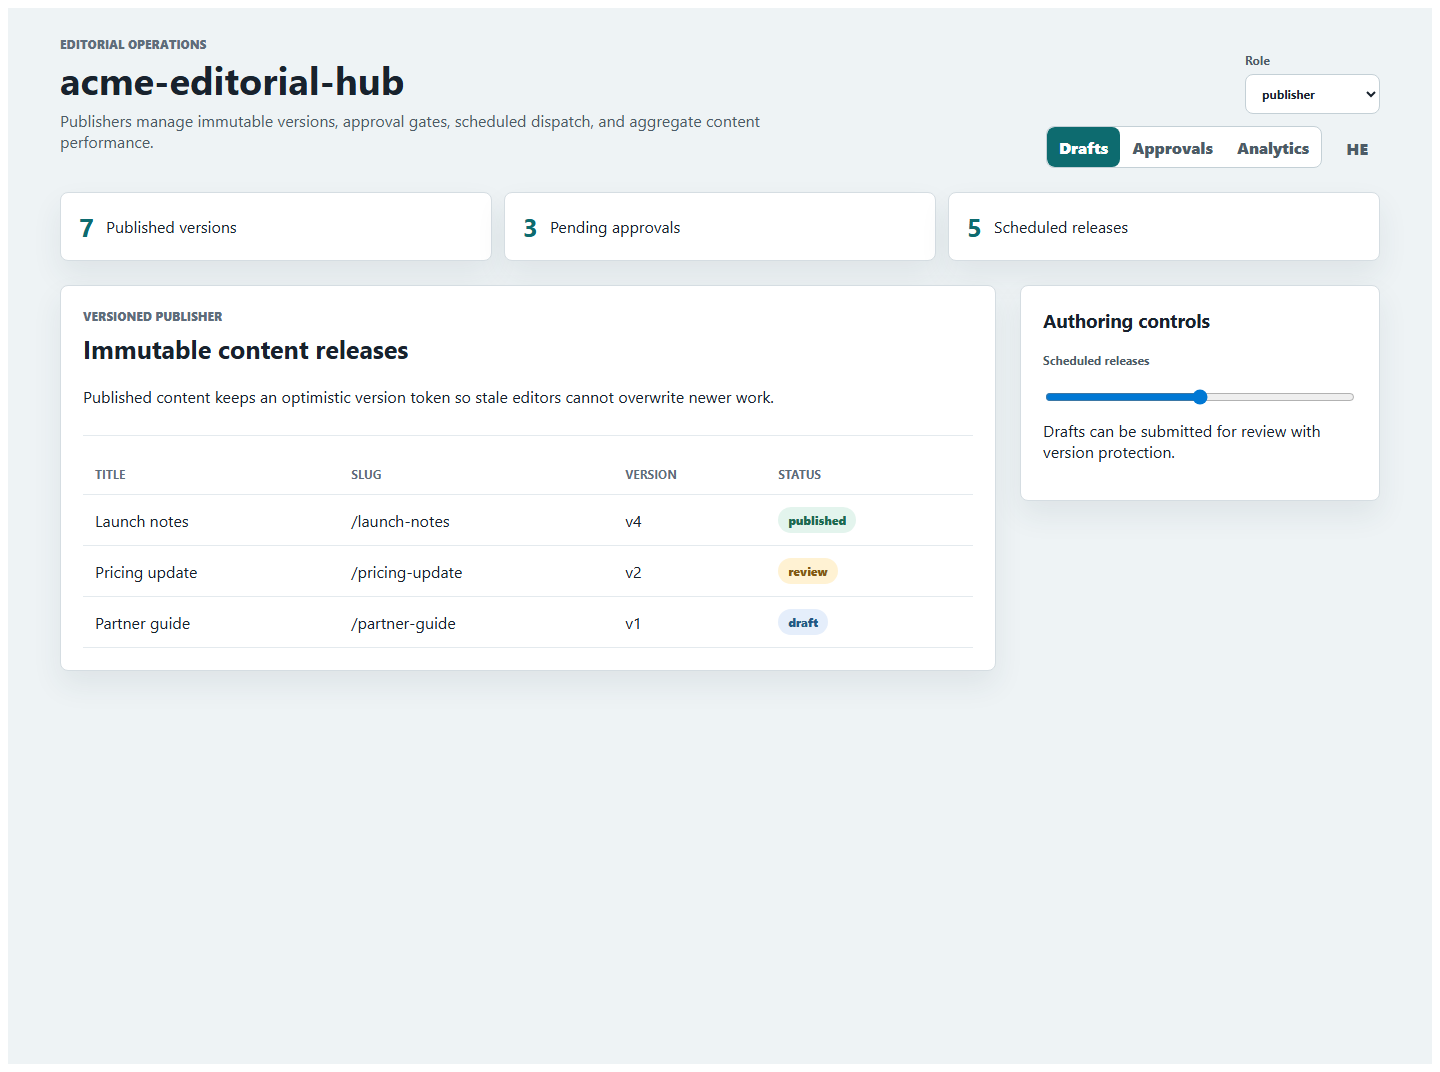 EDITORIAL OPERATIONS
acme-editorial-hub
Publishers manage immutable versions, approval gates, scheduled dispatch, and aggregate content
performance.
Role
publisher
Drafts
Approvals
Analytics
HE
7 Published versions
3 Pending approvals
5 Scheduled releases
VERSIONED PUBLISHER
Immutable content releases
Published content keeps an optimistic version token so stale editors cannot overwrite newer work.
TITLE SLUG VERSION STATUS
Launch notes /launch-notes v4 published
Pricing update /pricing-update v2 review
Partner guide /partner-guide v1 draft
Authoring controls
Scheduled releases
Drafts can be submitted for review with
version protection.